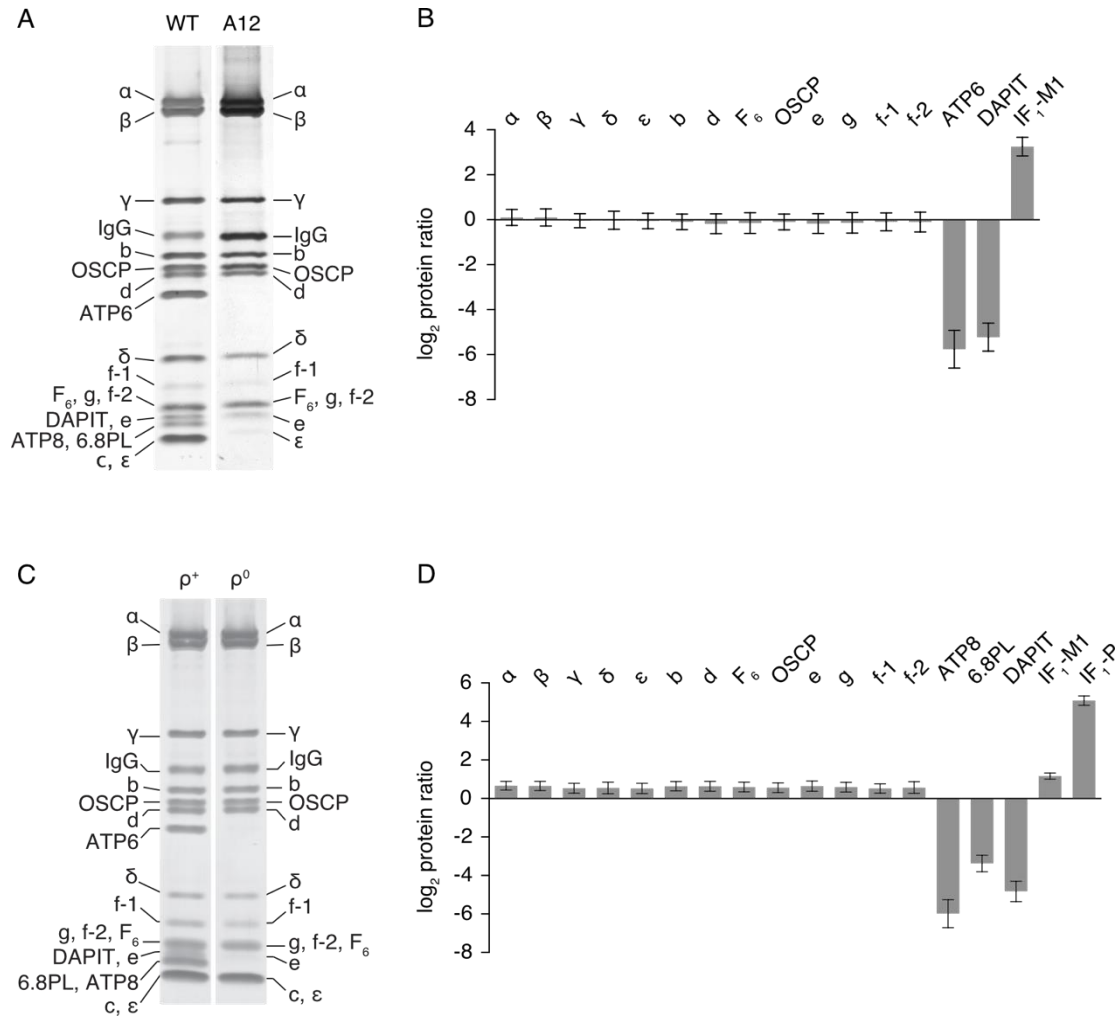 A
WT A12
α
β
γ
IgG
b
OSCP
d
ATP6
δ
f-1
F₆, g, f-2
DAPIT, e
ATP8, 6.8PL
c, ε
α
β
γ
IgG
b
OSCP
d
δ
f-1
F₆, g, f-2
e
ε
B
α β γ δ ε b d F₆ OSCP e g f-1 f-2 ATP6 DAPIT IF₁-M1
4
2
0
-2
-4
-6
-8
log₂ protein ratio
C
ρ⁺ ρ⁰
α
β
γ
IgG
b
OSCP
d
ATP6
δ
f-1
g, f-2, F₆
DAPIT, e
6.8PL, ATP8
c, ε
α
β
γ
IgG
b
OSCP
d
δ
f-1
g, f-2, F₆
e
c, ε
D
α β γ δ ε b d F₆ OSCP e g f-1 f-2 ATP8 6.8PL DAPIT IF₁-M1 IF₁-P
6
4
2
0
-2
-4
-6
-8
log₂ protein ratio